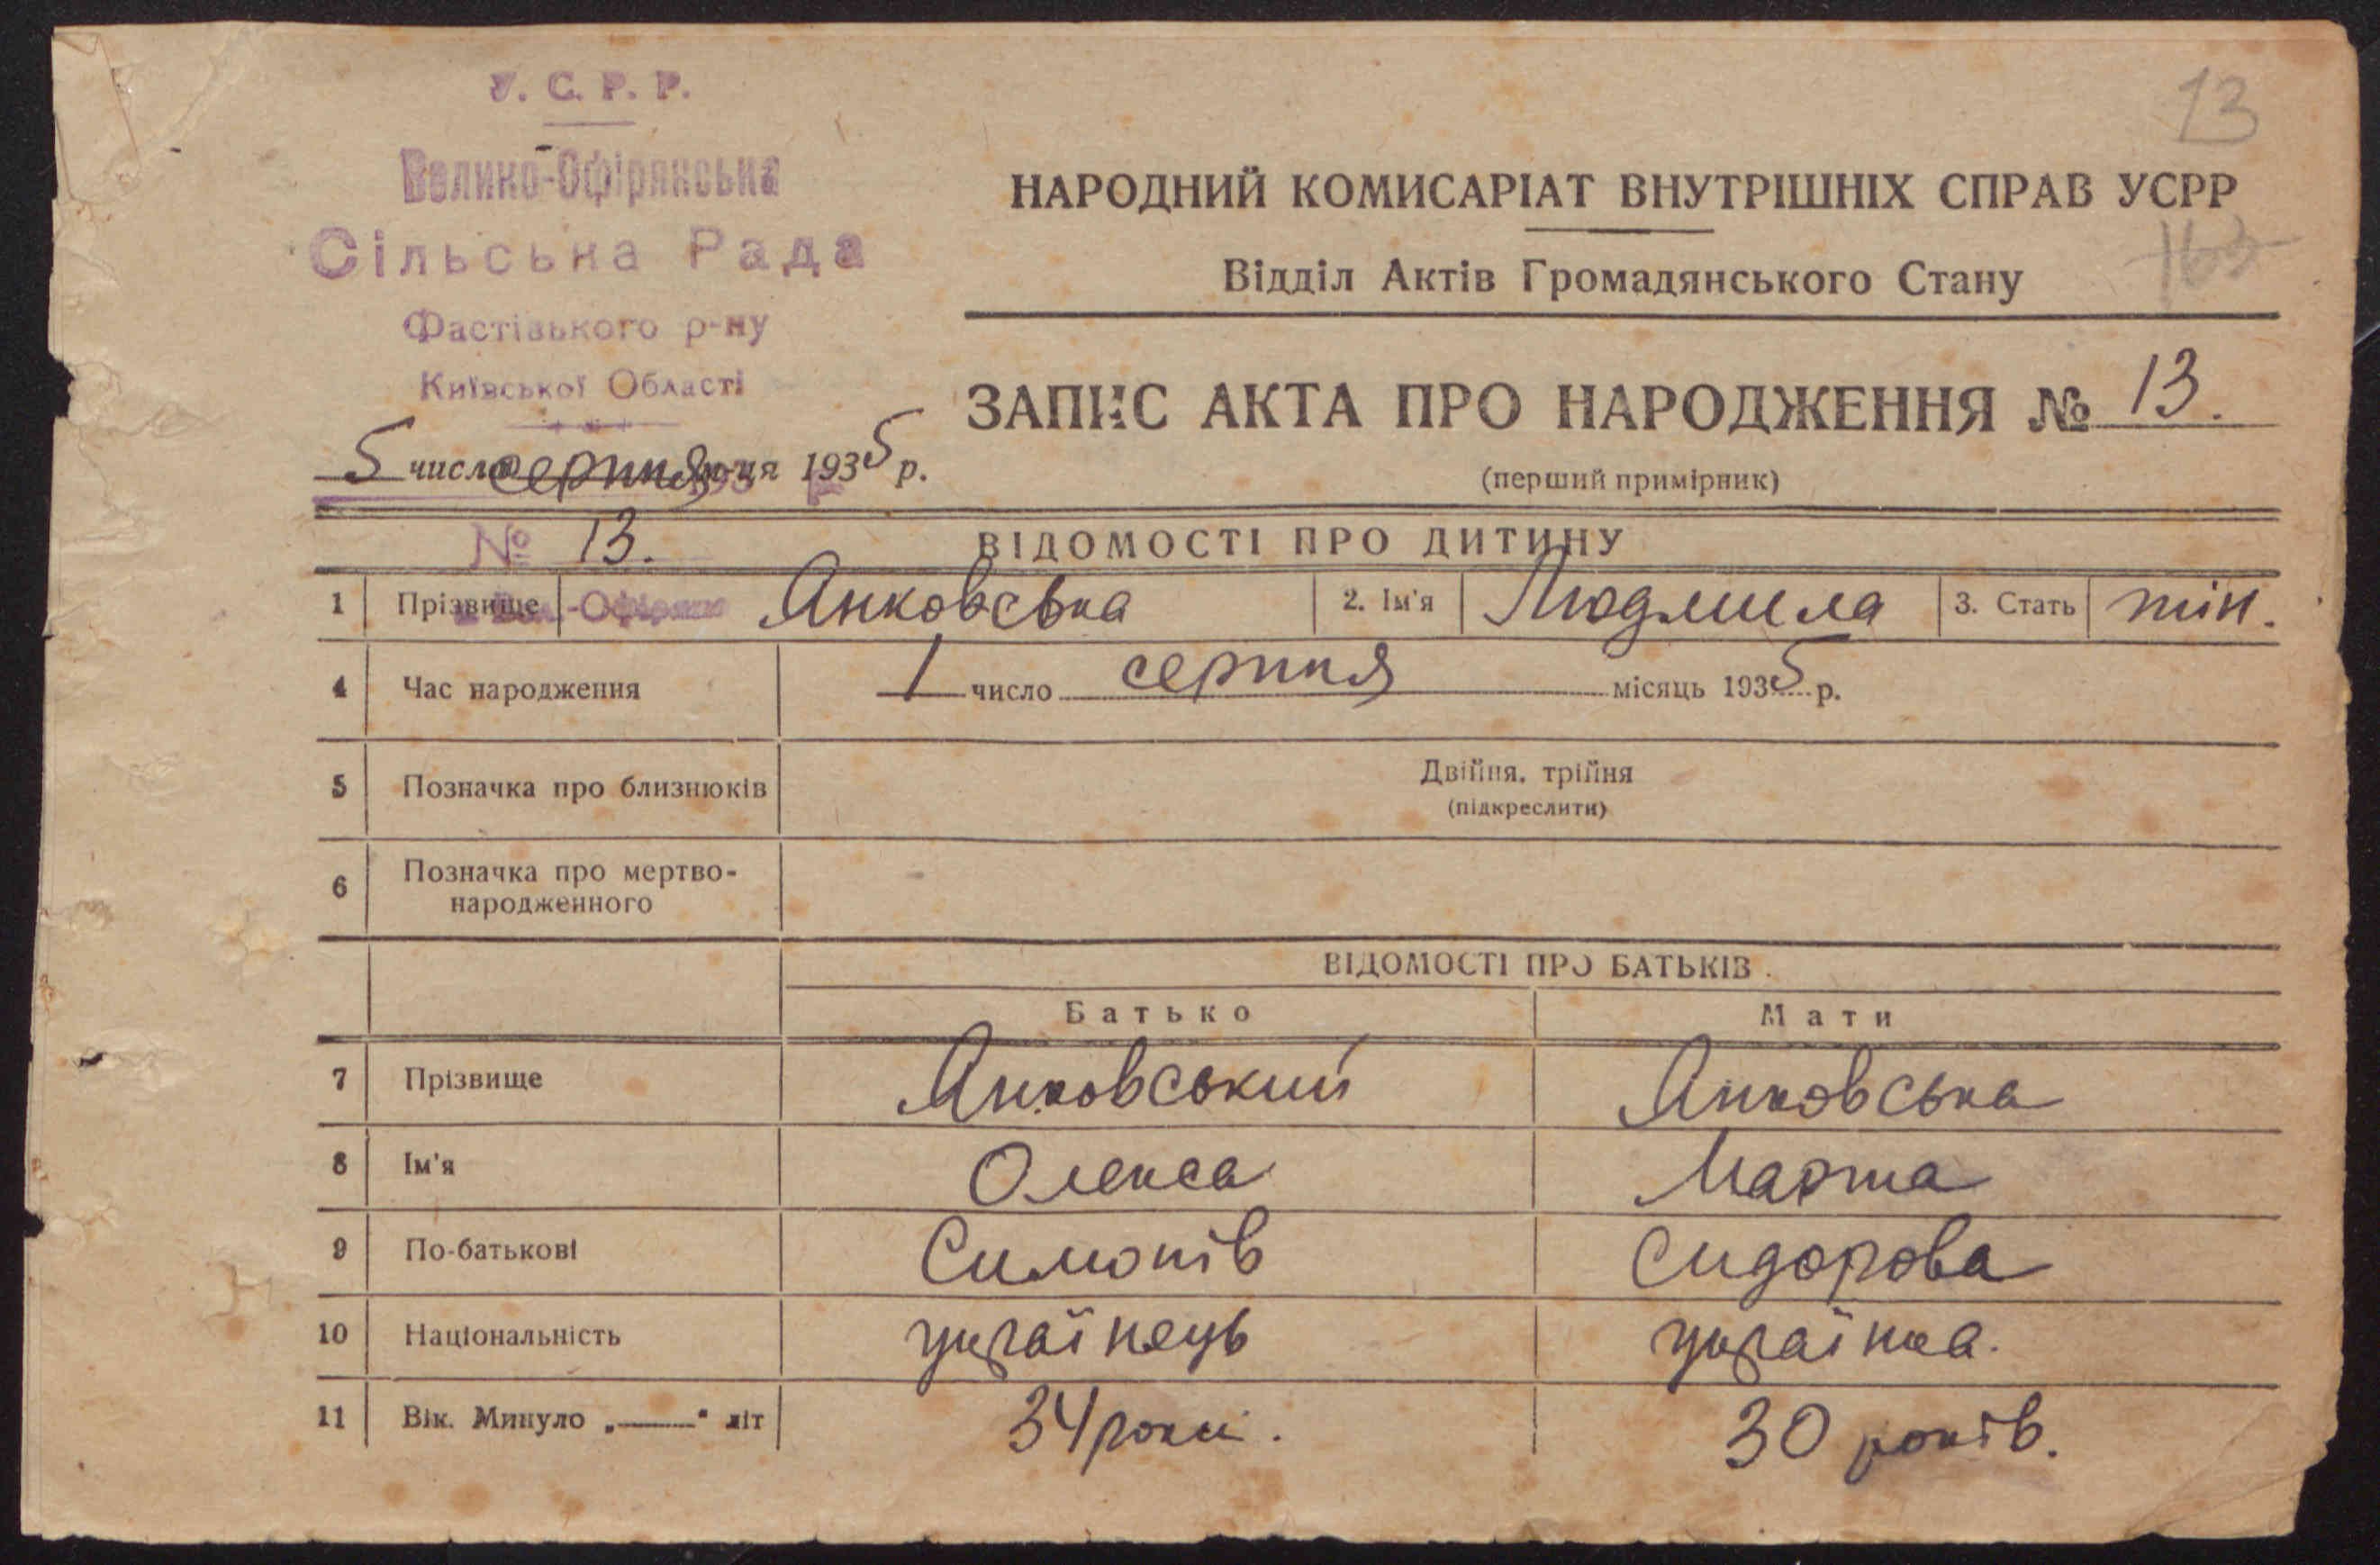 У. С. Р. Р.
Велико-Офірянська
Сільська Рада
Фастівького р-ну
Київської Області
5 число серпня м-ця 1935 р.
№ 13.
13
НАРОДНИЙ КОМИСАРІАТ ВНУТРІШНІХ СПРАВ УСРР
163
Відділ Актів Громадянського Стану
ЗАПИС АКТА ПРО НАРОДЖЕННЯ № 13.
(перший примірник)
ВІДОМОСТІ ПРО ДИТИНУ
1 Прізвище Янковська 2. Ім'я Людмила 3. Стать жін.
4 Час народження 1 число серпня місяць 1935 р.
5 Позначка про близнюків Двійня, трійня
(підкреслити)
6 Позначка про мертво-
народженного
ВІДОМОСТІ ПРО БАТЬКІВ
Батько Мати
7 Прізвище Янковський Янковська
8 Ім'я Олекса Марта
9 По-батькові Симонів Сидорова
10 Національність українець українка.
11 Вік. Минуло „——" літ 34 роки. 30 років.